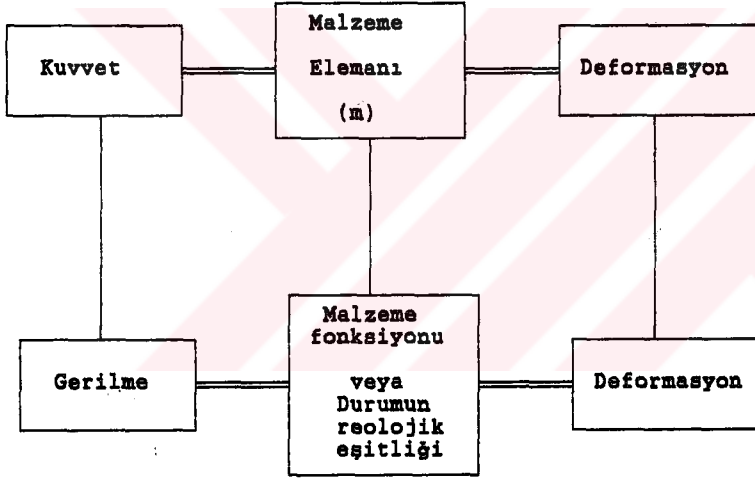 Kuvvet
Malzeme
Elemanı
(m)
Deformasyon
Gerilme
Malzeme
fonksiyonu
veya
Durumun
reolojik
eşitliği
Deformasyon